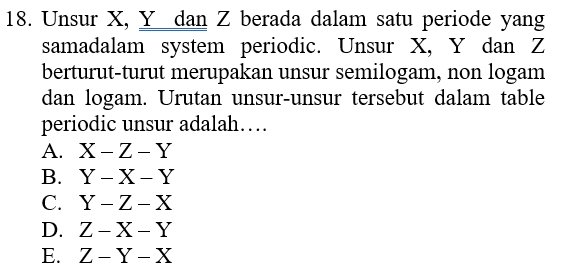 18. Unsur X, Y dan Z berada dalam satu periode yang
samadalam system periodic. Unsur X, Y dan Z
berturut-turut merupakan unsur semilogam, non logam
dan logam. Urutan unsur-unsur tersebut dalam table
periodic unsur adalah….
A. X – Z – Y
B. Y – X – Y
C. Y – Z – X
D. Z – X – Y
E. Z – Y – X